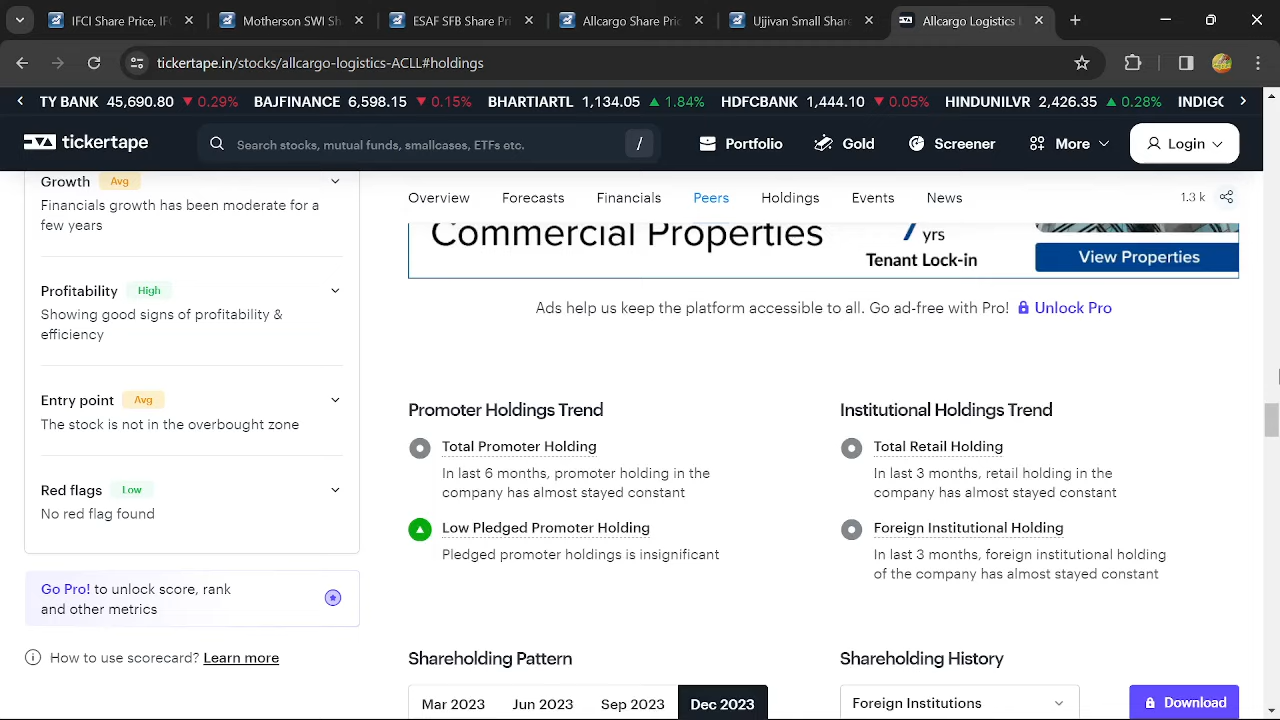 IFCI Share Price, IF
Motherson SWI Sh
ESAF SFB Share Pri
Allcargo Share Pric
Ujjivan Small Share
Allcargo Logistics
tickertape.in/stocks/allcargo-logistics-ACLL#holdings
TY BANK 45,690.80 ▼ 0.29% BAJFINANCE 6,598.15 ▼ 0.15% BHARTIARTL 1,134.05 ▲ 1.84% HDFCBANK 1,444.10 ▼ 0.05% HINDUNILVR 2,426.35 ▲ 0.28% INDIG
tickertape
Search stocks, mutual funds, smallcases, ETFs etc. /
Portfolio Gold Screener More Login
Overview Forecasts Financials Peers Holdings Events News 1.3 k
Growth Avg
Financials growth has been moderate for a
few years
Profitability High
Showing good signs of profitability &
efficiency
Entry point Avg
The stock is not in the overbought zone
Red flags Low
No red flag found
Go Pro! to unlock score, rank
and other metrics
How to use scorecard? Learn more
Commercial Properties
7 yrs
Tenant Lock-in
View Properties
Ads help us keep the platform accessible to all. Go ad-free with Pro! Unlock Pro
Promoter Holdings Trend
Total Promoter Holding
In last 6 months, promoter holding in the
company has almost stayed constant
Low Pledged Promoter Holding
Pledged promoter holdings is insignificant
Institutional Holdings Trend
Total Retail Holding
In last 3 months, retail holding in the
company has almost stayed constant
Foreign Institutional Holding
In last 3 months, foreign institutional holding
of the company has almost stayed constant
Shareholding Pattern
Mar 2023 Jun 2023 Sep 2023 Dec 2023
Shareholding History
Foreign Institutions
Download